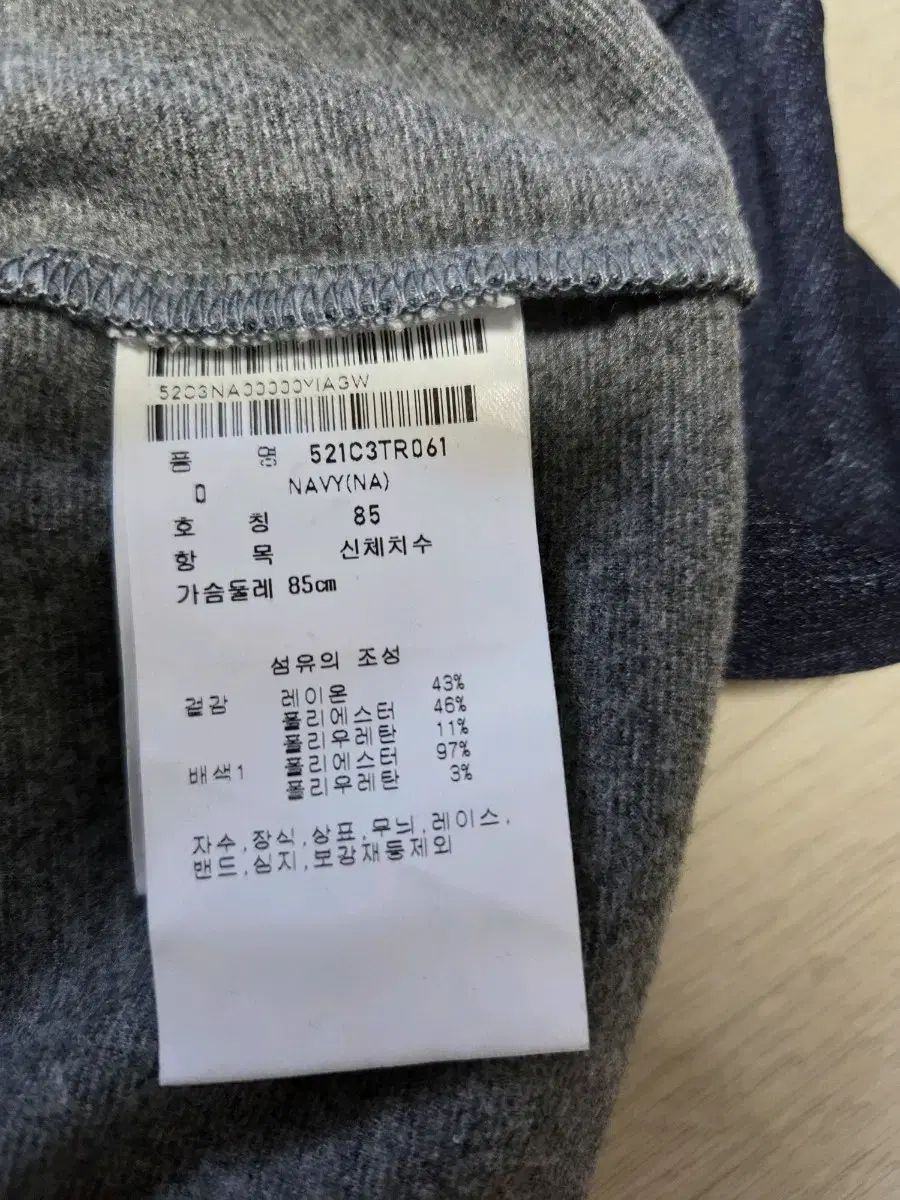 52C3NA00000YIAGW
품 명 521C3TR061
0 NAVY(NA)
호 칭 85
항 목 신체치수
가슴둘레 85㎝
섬유의 조성
겉감 레이온 43%
폴리에스터 46%
폴리우레탄 11%
배색1 폴리에스터 97%
폴리우레탄 3%
자수,장식,상표,무늬,레이스,
밴드,심지,보강재등제외